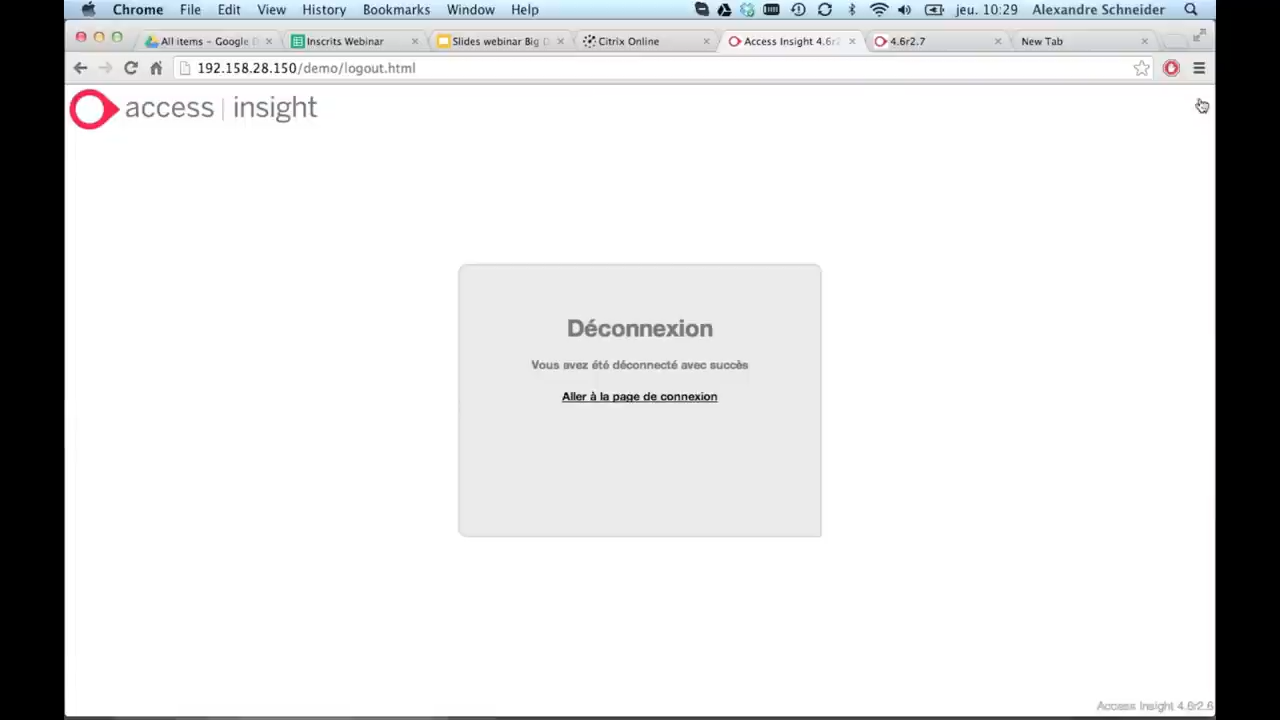 Chrome File Edit View History Bookmarks Window Help jeu. 10:29 Alexandre Schneider
All items - Google D Inscrits Webinar Slides webinar Big D Citrix Online Access Insight 4.6r2 4.6r2.7 New Tab
192.158.28.150/demo/logout.html
access | insight
Déconnexion
Vous avez été déconnecté avec succès
Aller à la page de connexion
Access Insight 4.6r2.6